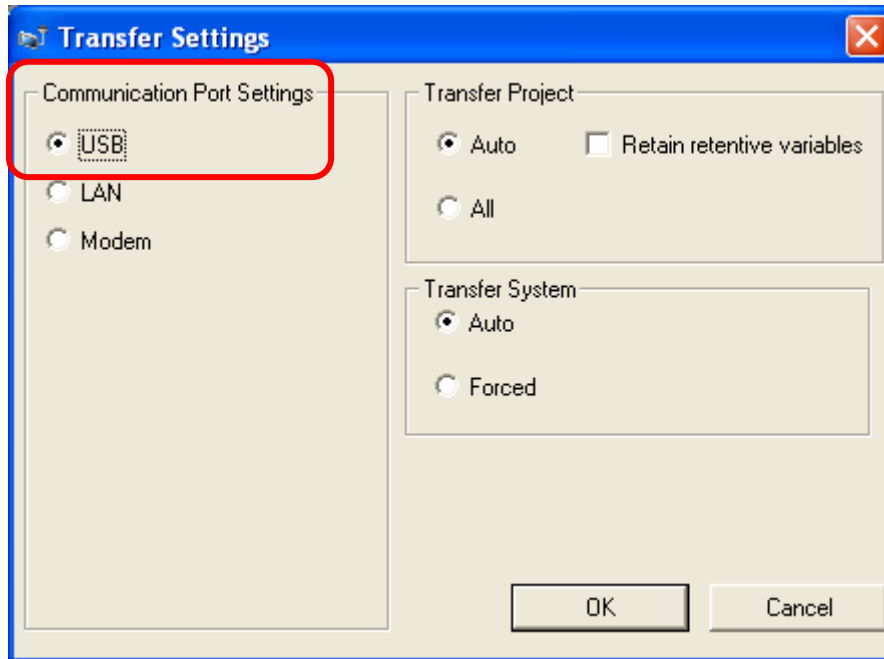 Transfer Settings
Communication Port Settings
USB
LAN
Modem
Transfer Project
Auto
Retain retentive variables
All
Transfer System
Auto
Forced
OK
Cancel